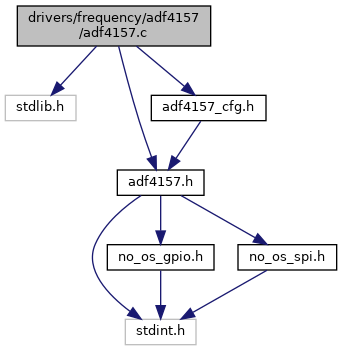 drivers/frequency/adf4157
/adf4157.c
stdlib.h
adf4157_cfg.h
adf4157.h
no_os_gpio.h
no_os_spi.h
stdint.h